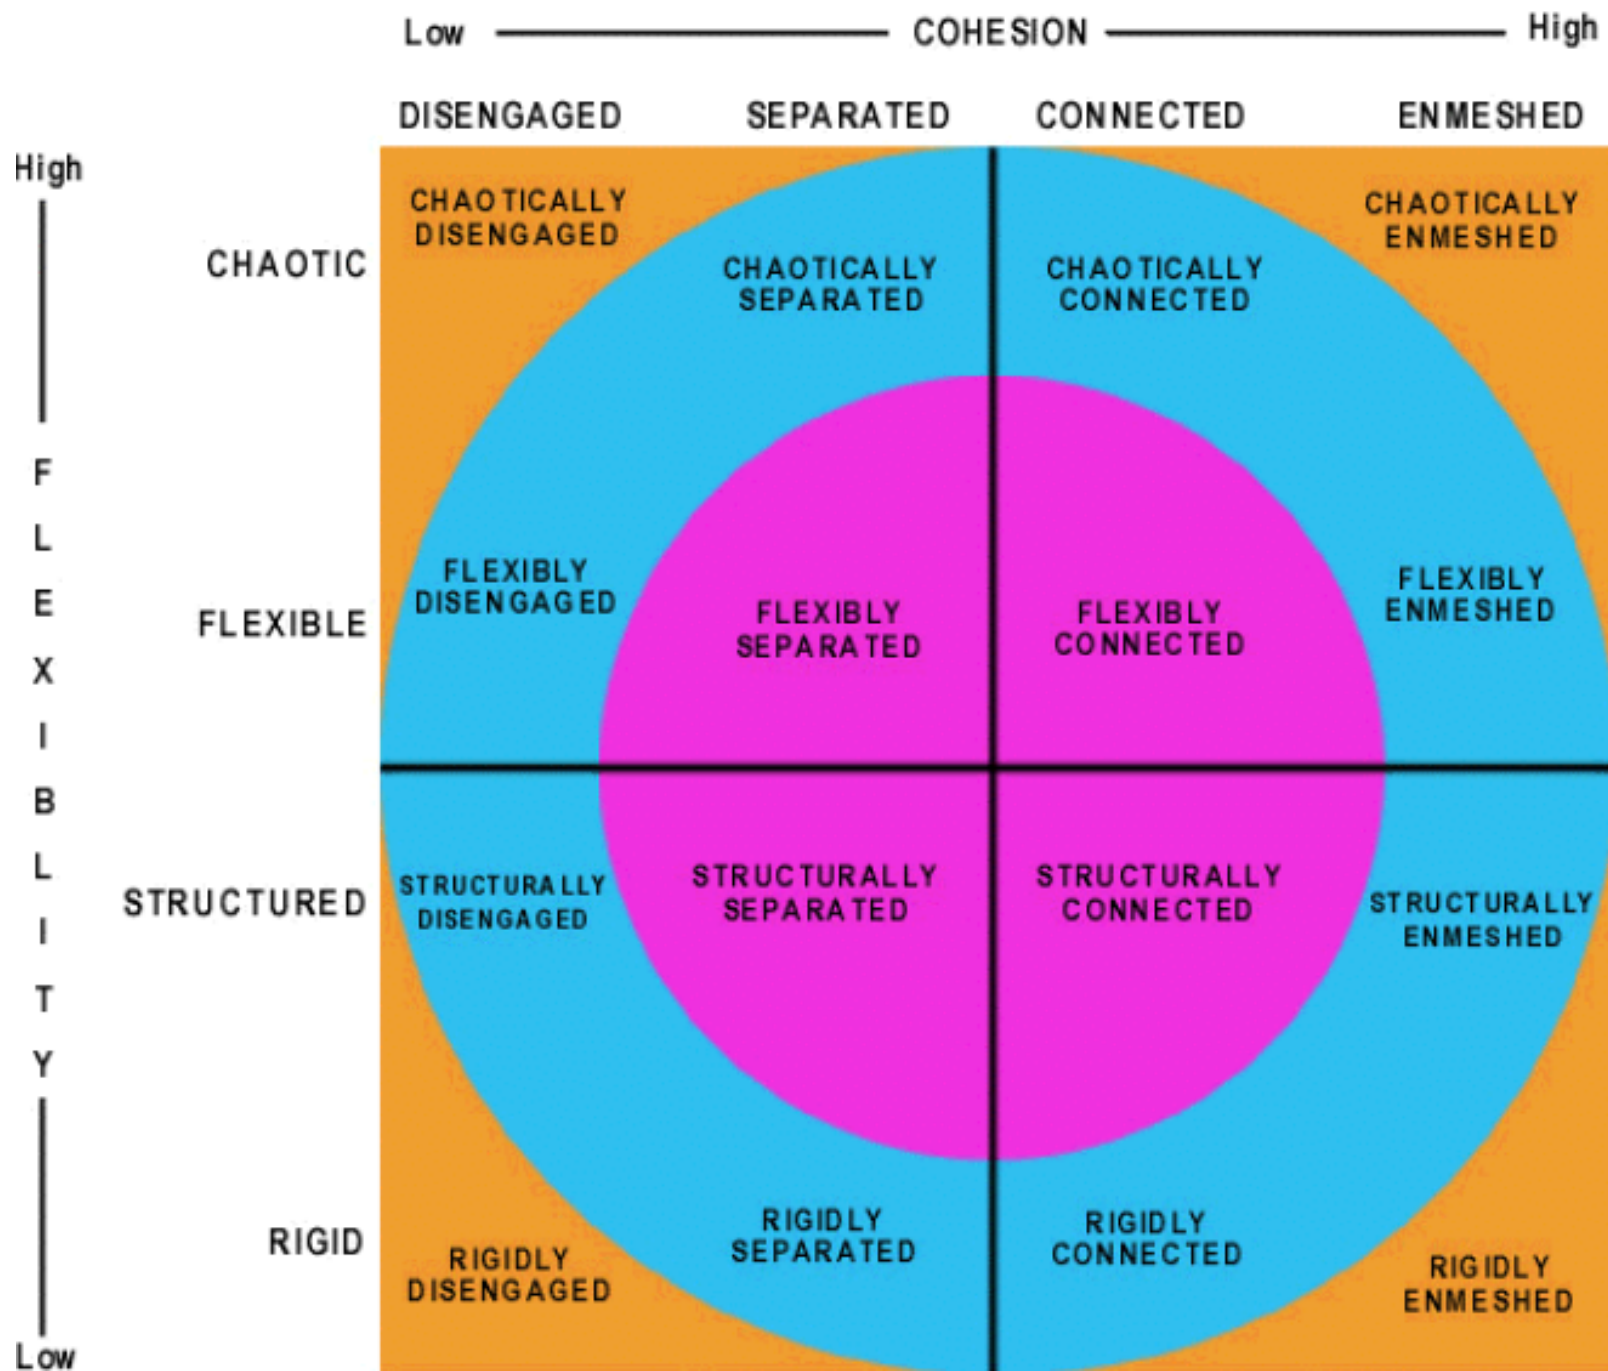 Low COHESION High
DISENGAGED SEPARATED CONNECTED ENMESHED
High
F
L
E
X
I
B
L
I
T
Y
Low
CHAOTIC
FLEXIBLE
STRUCTURED
RIGID
CHAOTICALLY
DISENGAGED
CHAOTICALLY
SEPARATED
CHAOTICALLY
CONNECTED
CHAOTICALLY
ENMESHED
FLEXIBLY
DISENGAGED
FLEXIBLY
SEPARATED
FLEXIBLY
CONNECTED
FLEXIBLY
ENMESHED
STRUCTURALLY
DISENGAGED
STRUCTURALLY
SEPARATED
STRUCTURALLY
CONNECTED
STRUCTURALLY
ENMESHED
RIGIDLY
DISENGAGED
RIGIDLY
SEPARATED
RIGIDLY
CONNECTED
RIGIDLY
ENMESHED